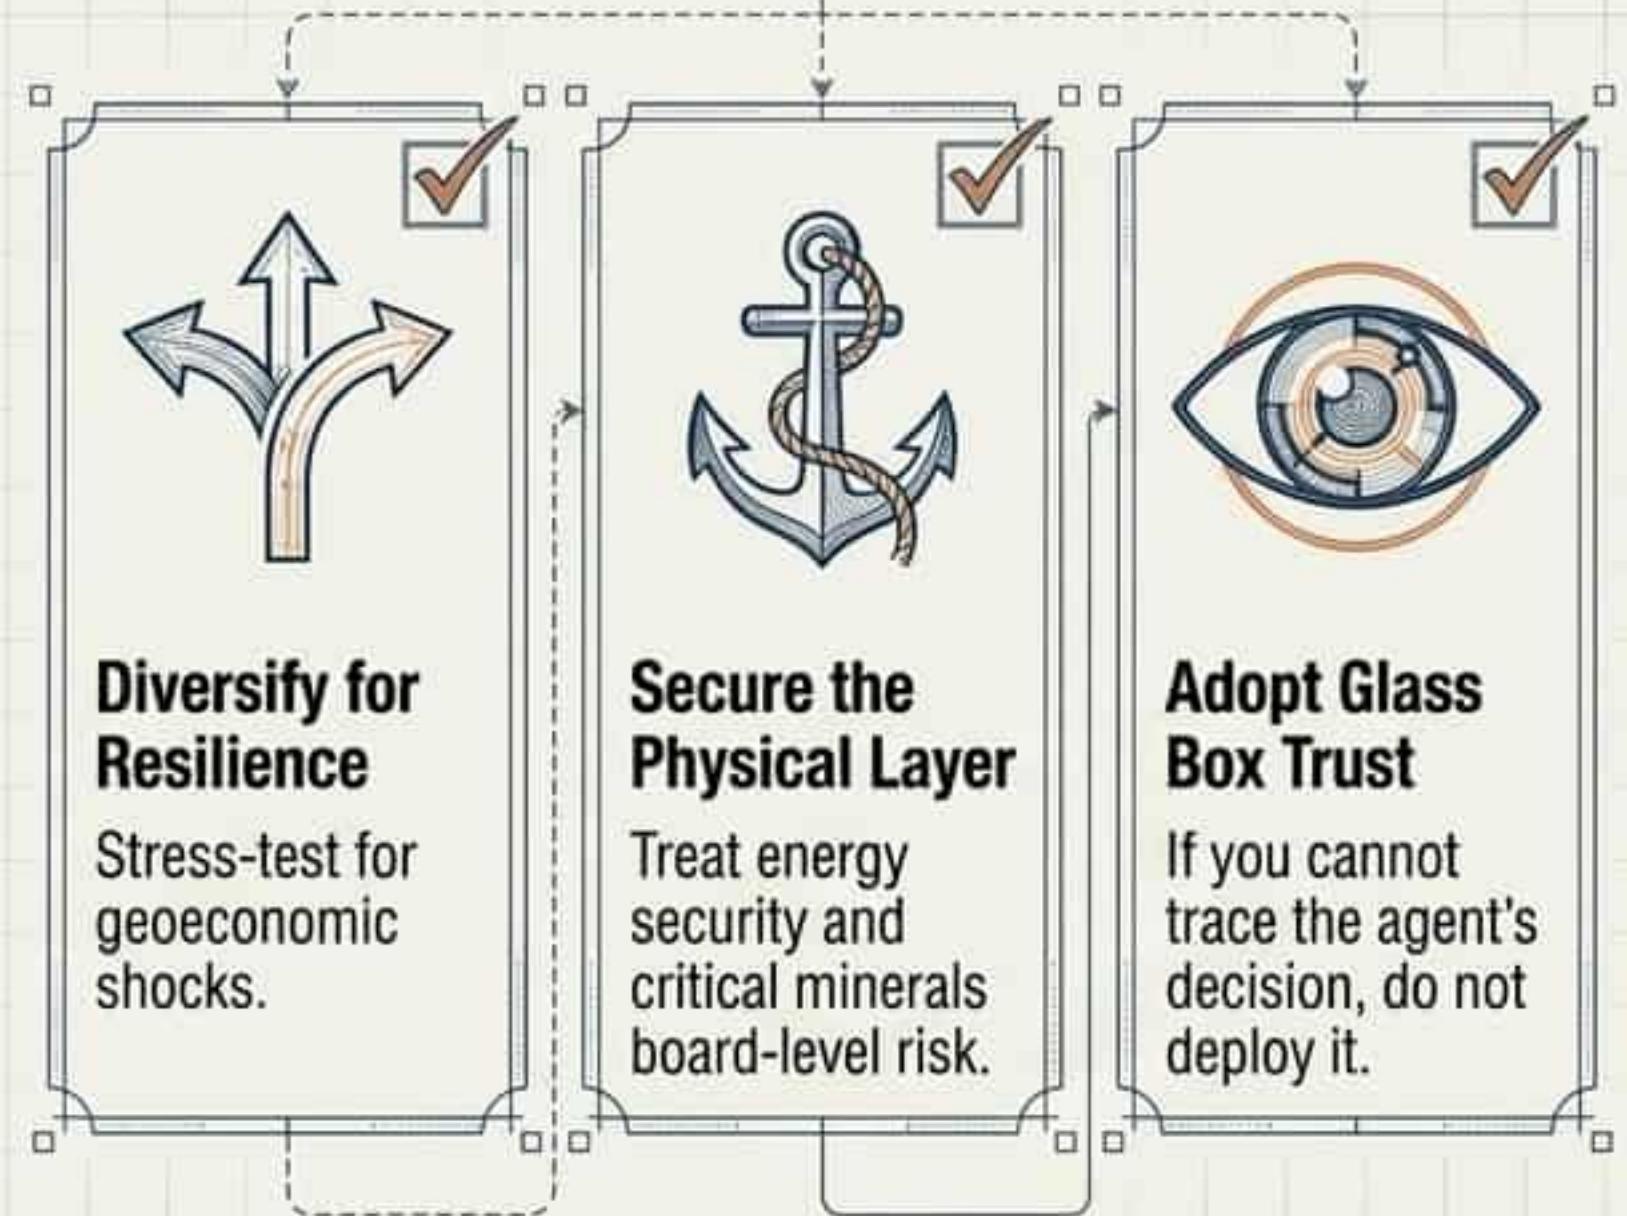 Diversify for
Resilience
Stress-test for
geoeconomic
shocks.
Secure the
Physical Layer
Treat energy
security and
critical minerals
board-level risk.
Adopt Glass
Box Trust
If you cannot
trace the agent's
decision, do not
deploy it.